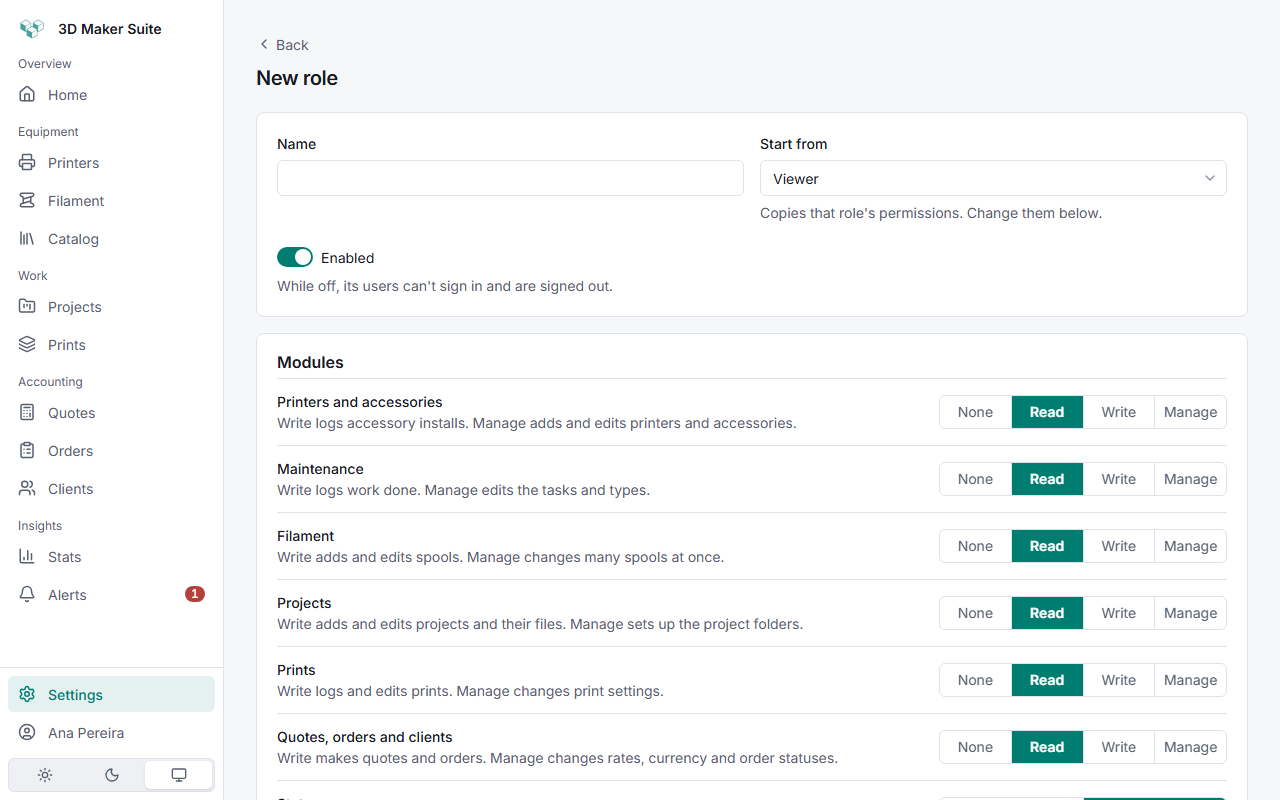 3D Maker Suite
Overview
Home
Equipment
Printers
Filament
Catalog
Work
Projects
Prints
Accounting
Quotes
Orders
Clients
Insights
Stats
Alerts
1
Settings
Ana Pereira
Back
New role
Name
Start from
Viewer
Copies that role's permissions. Change them below.
Enabled
While off, its users can't sign in and are signed out.
Modules
Printers and accessories
Write logs accessory installs. Manage adds and edits printers and accessories.
None Read Write Manage
Maintenance
Write logs work done. Manage edits the tasks and types.
None Read Write Manage
Filament
Write adds and edits spools. Manage changes many spools at once.
None Read Write Manage
Projects
Write adds and edits projects and their files. Manage sets up the project folders.
None Read Write Manage
Prints
Write logs and edits prints. Manage changes print settings.
None Read Write Manage
Quotes, orders and clients
Write makes quotes and orders. Manage changes rates, currency and order statuses.
None Read Write Manage